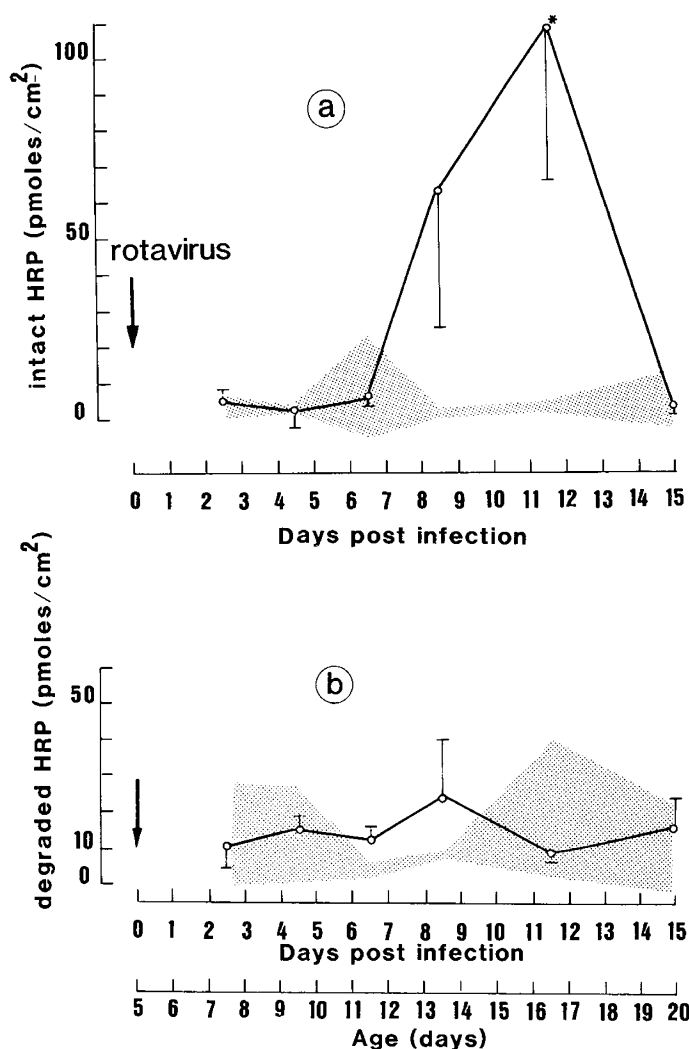 100
50
0
intact HRP (pmoles/cm²)
a
*
rotavirus
0 1 2 3 4 5 6 7 8 9 10 11 12 13 14 15
Days post infection
50
10
0
degraded HRP (pmoles/cm²)
b
0 1 2 3 4 5 6 7 8 9 10 11 12 13 14 15
Days post infection
5 6 7 8 9 10 11 12 13 14 15 16 17 18 19 20
Age (days)